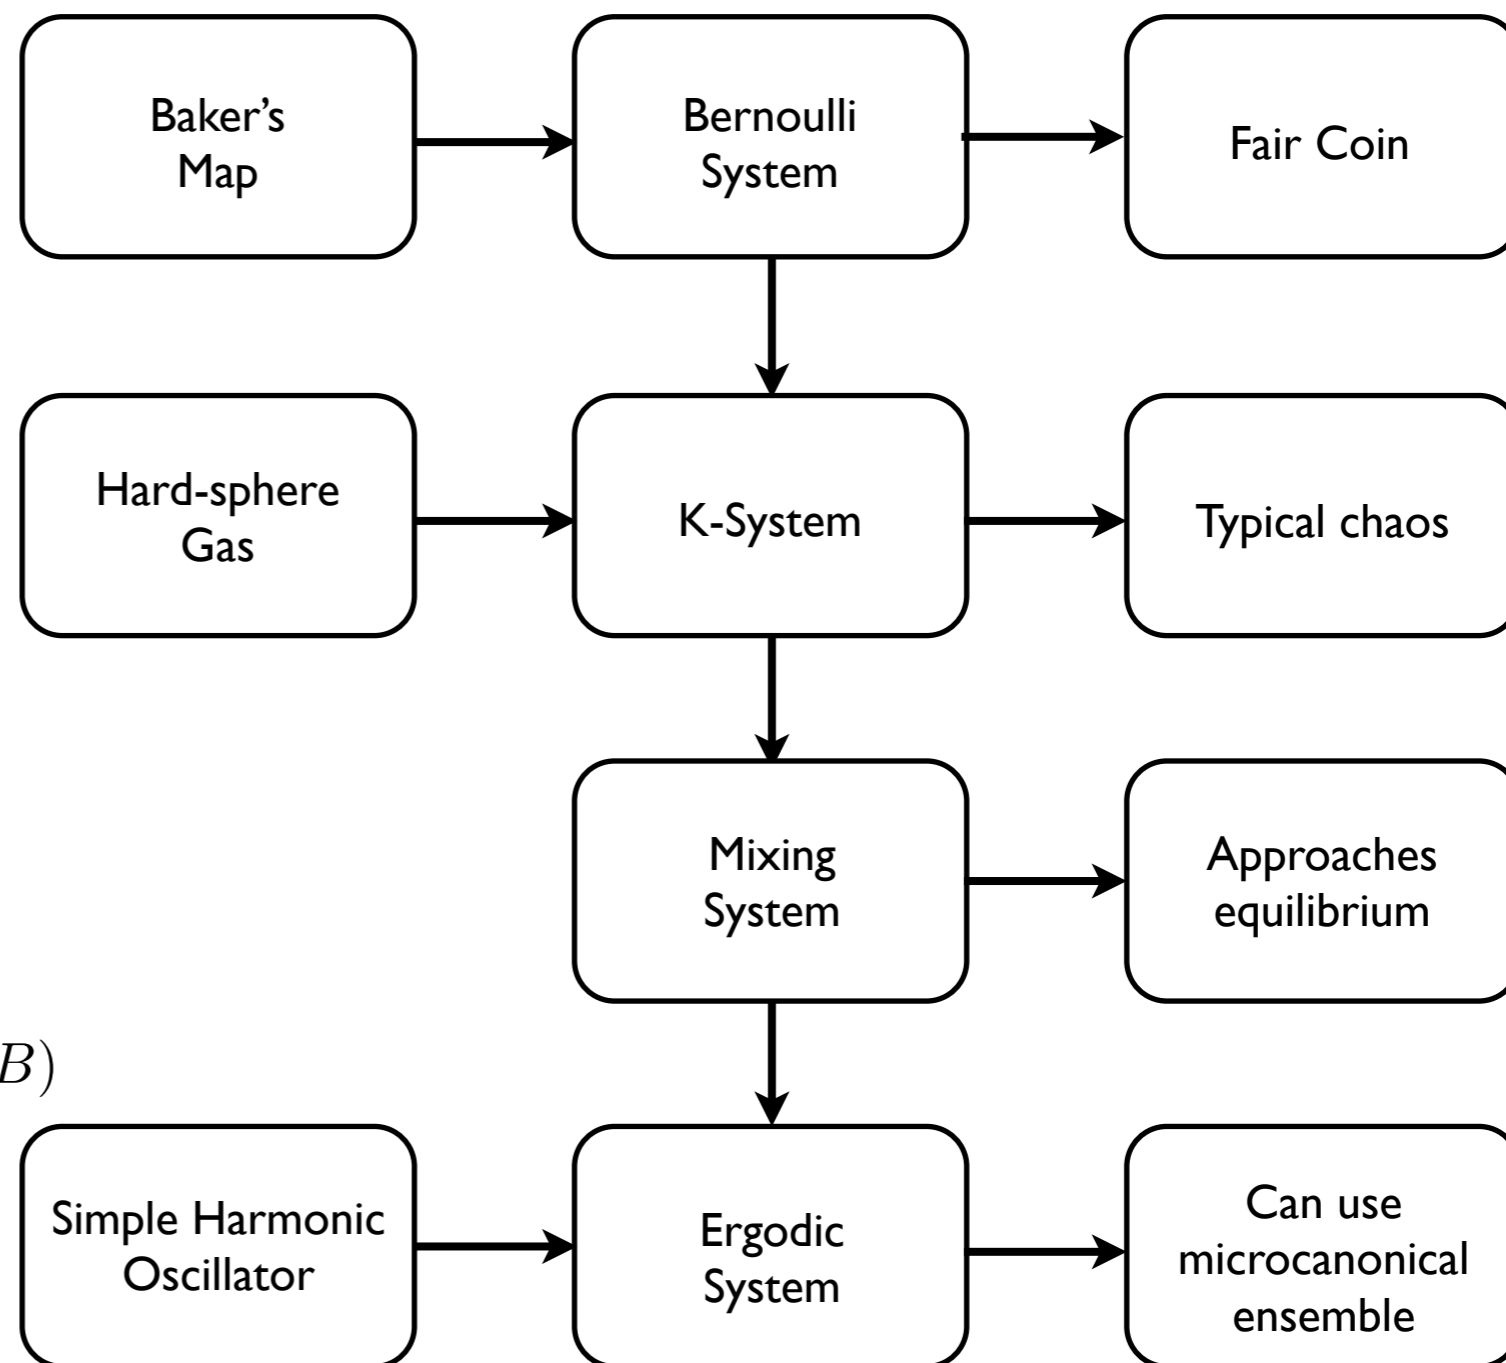 Baker’s
Map
Bernoulli
System
Fair Coin
Hard-sphere
Gas
K-System
Typical chaos
Mixing
System
Approaches
equilibrium
B)
Simple Harmonic
Oscillator
Ergodic
System
Can use
microcanonical
ensemble